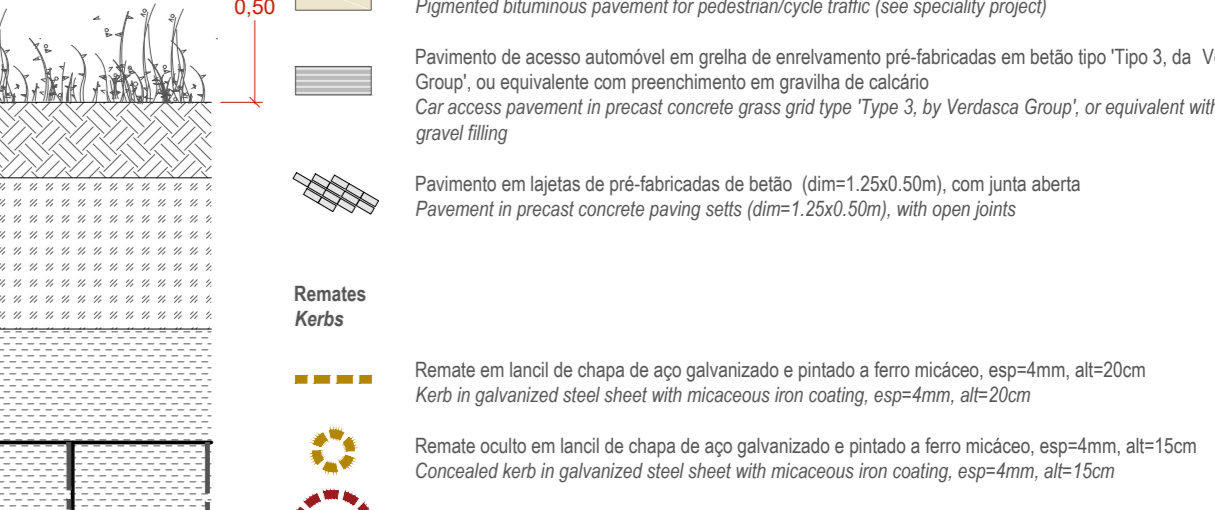 0,50
Pigmented bituminous pavement for pedestrian/cycle traffic (see speciality project)
Pavimento de acesso automóvel em grelha de enrelvamento pré-fabricadas em betão tipo 'Tipo 3, da
Group', ou equivalente com preenchimento em gravilha de calcário
Car access pavement in precast concrete grass grid type 'Type 3, by Verdasca Group', or equivalent with
gravel filling
Pavimento em lajetas de pré-fabricadas de betão (dim=1.25x0.50m), com junta aberta
Pavement in precast concrete paving setts (dim=1.25x0.50m), with open joints
Remates
Kerbs
Remate em lancil de chapa de aço galvanizado e pintado a ferro micáceo, esp=4mm, alt=20cm
Kerb in galvanized steel sheet with micaceous iron coating, esp=4mm, alt=20cm
Remate oculto em lancil de chapa de aço galvanizado e pintado a ferro micáceo, esp=4mm, alt=15cm
Concealed kerb in galvanized steel sheet with micaceous iron coating, esp=4mm, alt=15cm